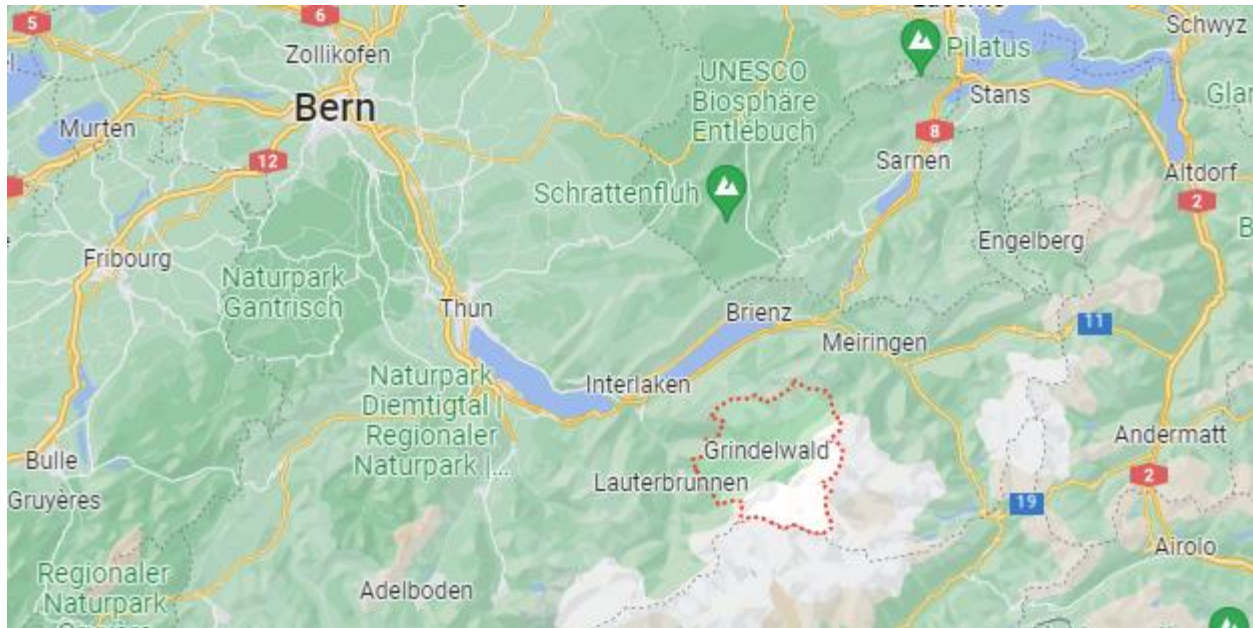 5
6
Zollikofen
Bern
Murten
12
Fribourg
Naturpark
Gantrisch
Thun
Bulle
Gruyères
Regionaler
Naturpark
Naturpark
Diemtigtal |
Regionaler
Naturpark |...
Adelboden
Interlaken
Lauterbrunnen
Grindelwald
Brienz
Meiringen
Schrattenfluh
UNESCO
Biosphäre
Entlebuch
Pilatus
Schwyz
Stans
8
Sarnen
Altdorf
2
Engelberg
11
Andermatt
2
19
Airolo